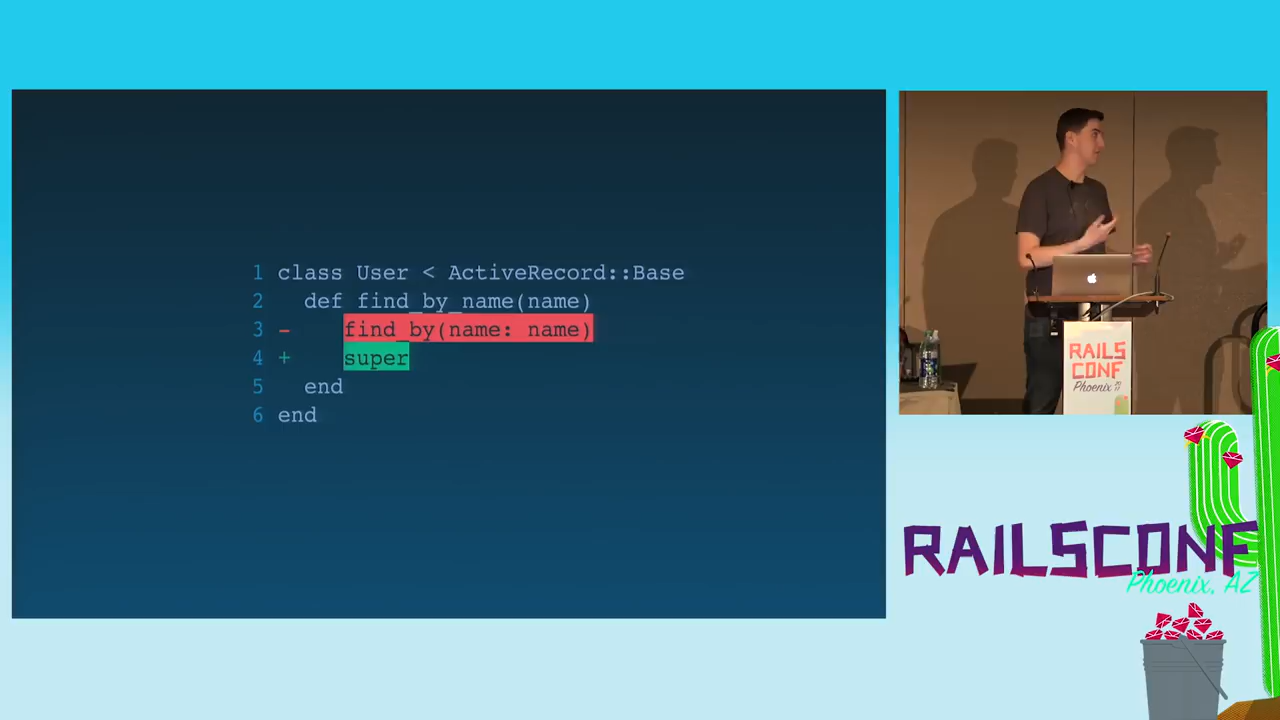 1 class User < ActiveRecord::Base
2 def find_by_name(name)
3 - find_by(name: name)
4 + super
5 end
6 end
RAILS
CONF
Phoenix 2017
RAILSCONF
Phoenix, AZ